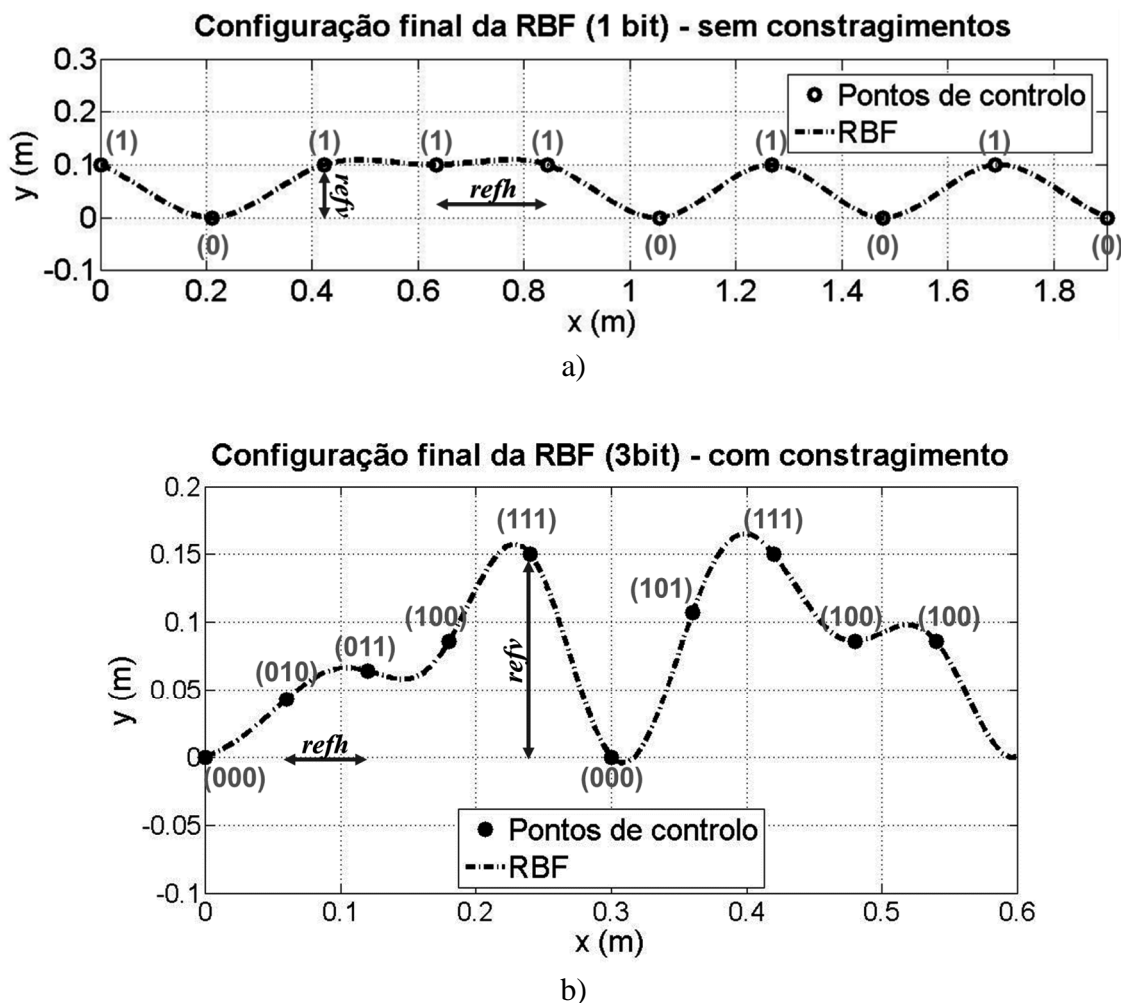 Configuração final da RBF (1 bit) - sem constragimentos
0.3
0.2
0.1
0
-0.1
y (m)
Pontos de controlo
RBF
(1)
(1)
(1)
(1)
(1)
(1)
refv
refh
(0)
(0)
(0)
(0)
0 0.2 0.4 0.6 0.8 1 1.2 1.4 1.6 1.8
x (m)
a)
Configuração final da RBF (3bit) - com constragimento
0.2
0.15
0.1
0.05
0
-0.05
-0.1
y (m)
(111)
(111)
(101)
(100)
(100)
(100)
(010)
(011)
refv
refh
(000)
(000)
Pontos de controlo
RBF
0 0.1 0.2 0.3 0.4 0.5 0.6
x (m)
b)